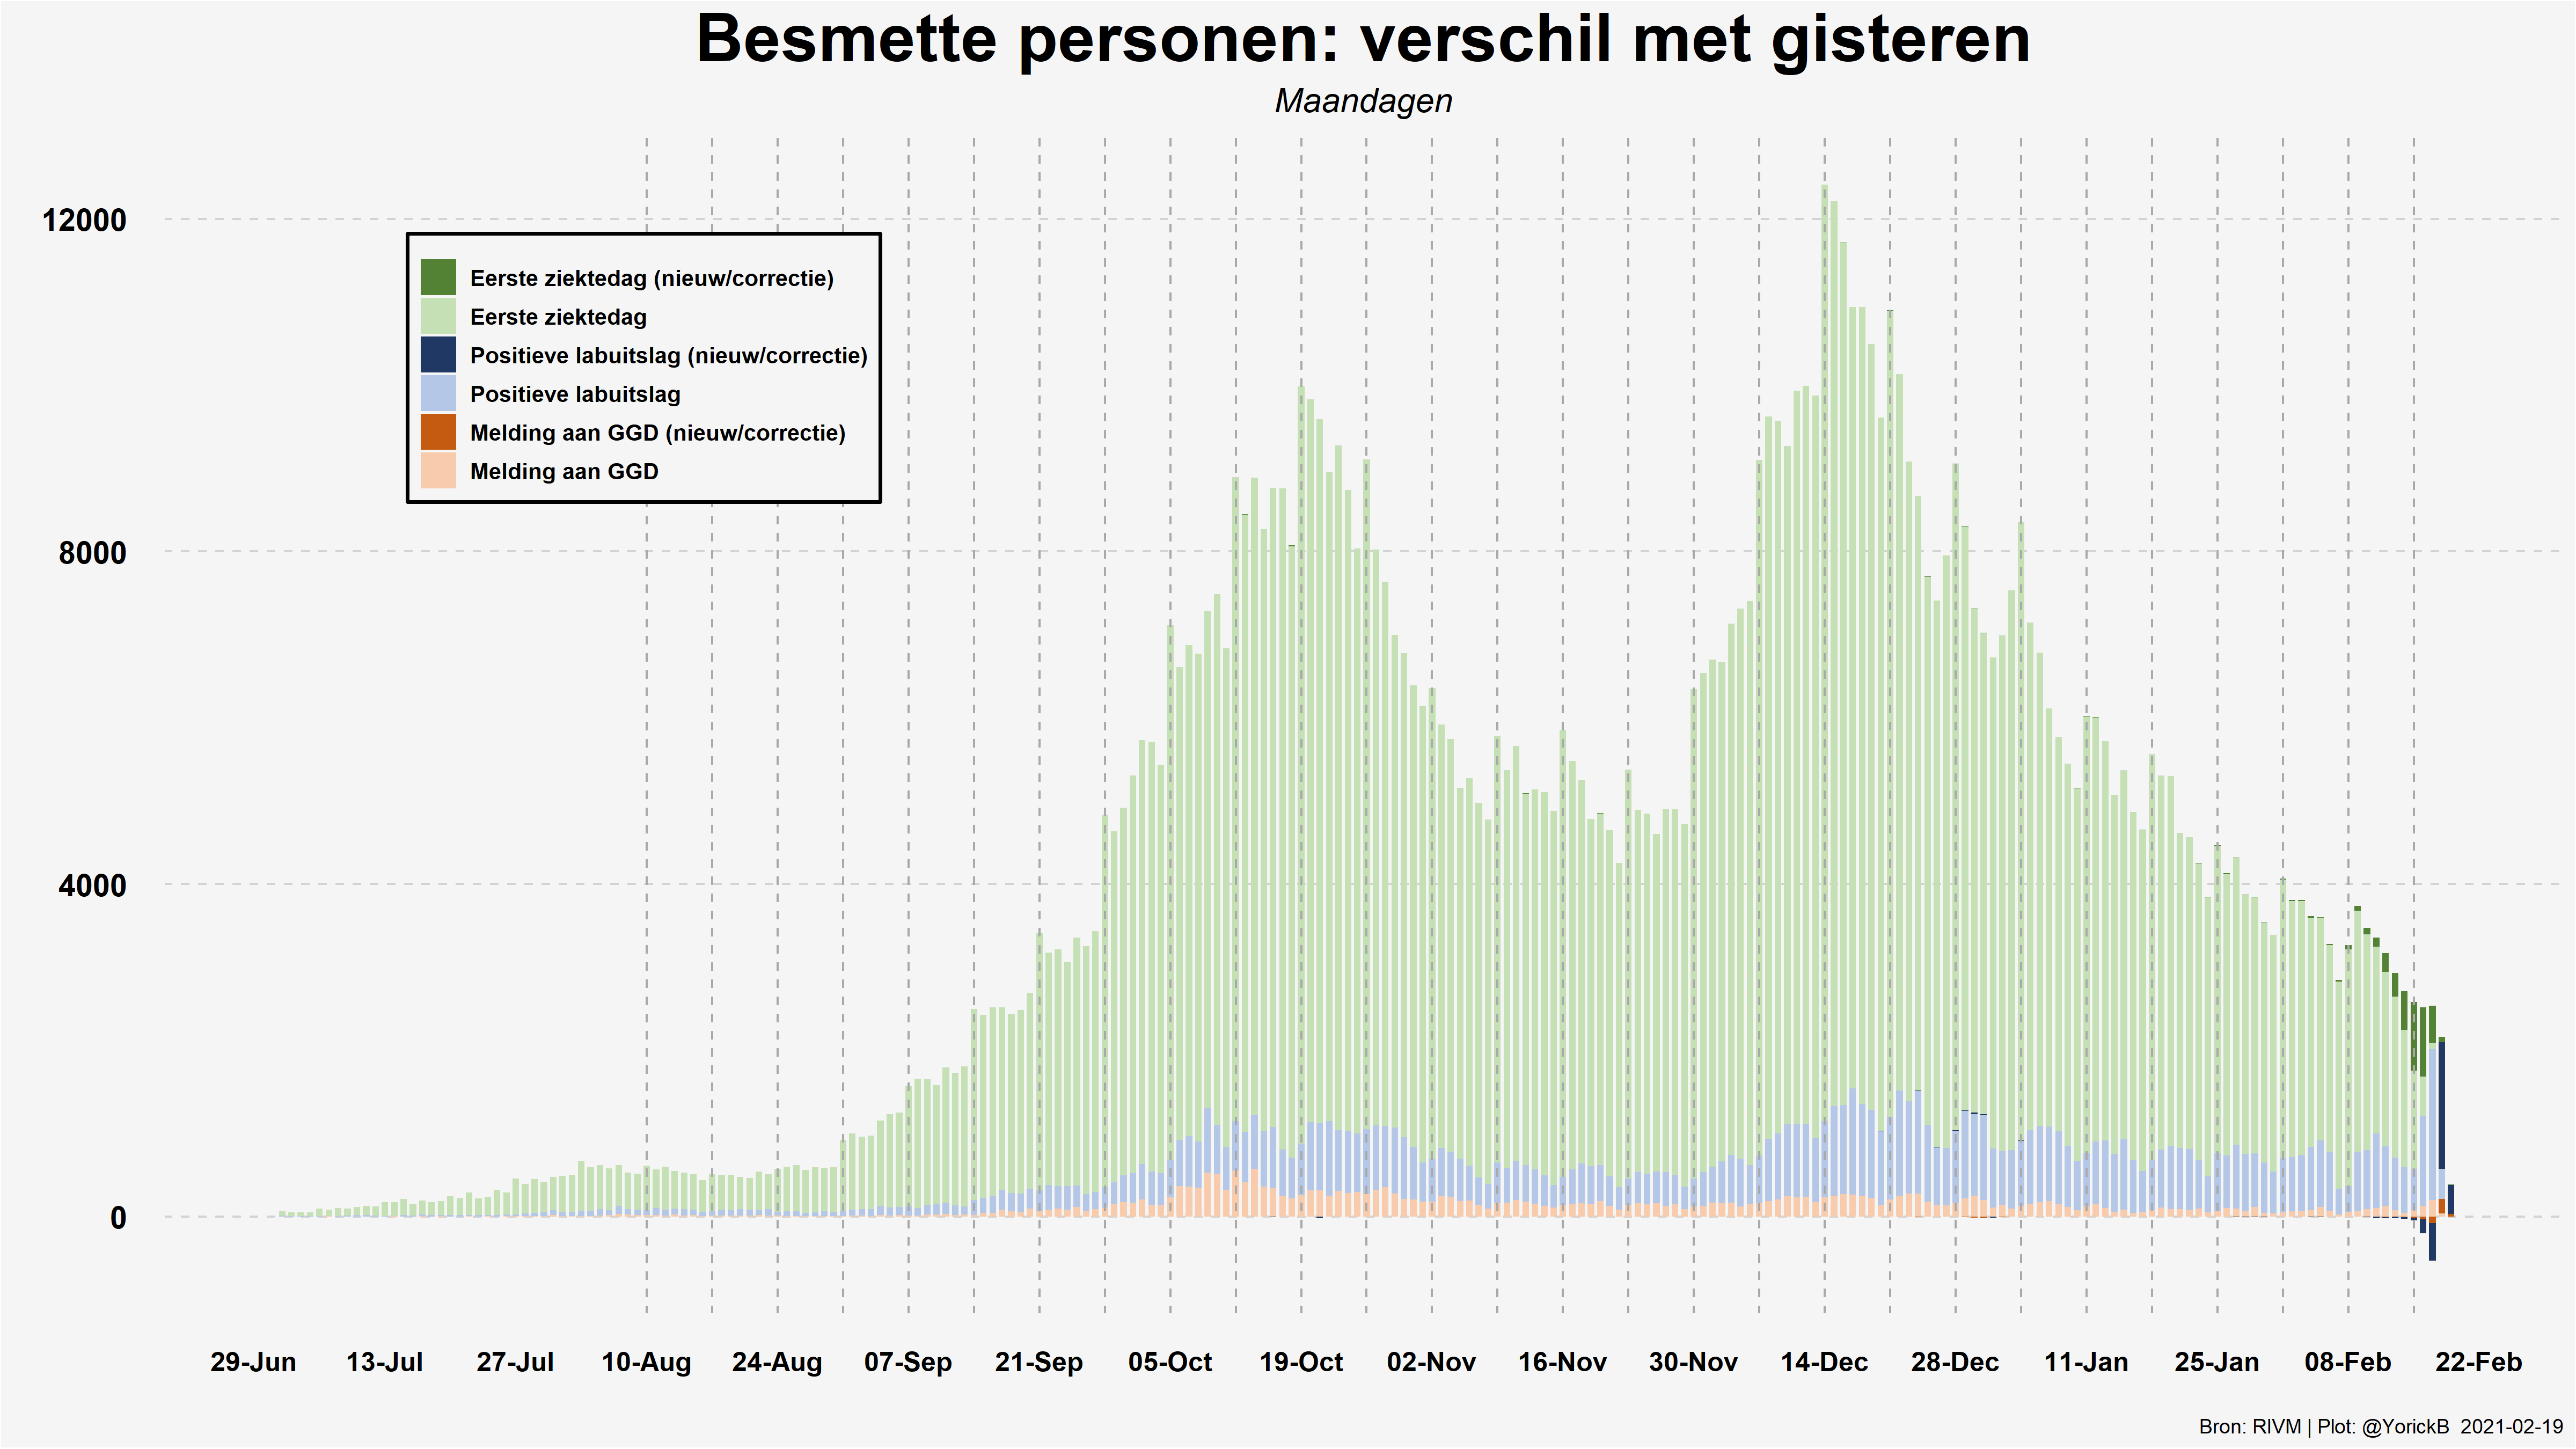 Besmette personen: verschil met gisteren
Maandagen
12000
8000
4000
0
Eerste ziektedag (nieuw/correctie)
Eerste ziektedag
Positieve labuitslag (nieuw/correctie)
Positieve labuitslag
Melding aan GGD (nieuw/correctie)
Melding aan GGD
29-Jun 13-Jul 27-Jul 10-Aug 24-Aug 07-Sep 21-Sep 05-Oct 19-Oct 02-Nov 16-Nov 30-Nov 14-Dec 28-Dec 11-Jan 25-Jan 08-Feb 22-Feb
Bron: RIVM | Plot: @YorickB 2021-02-19